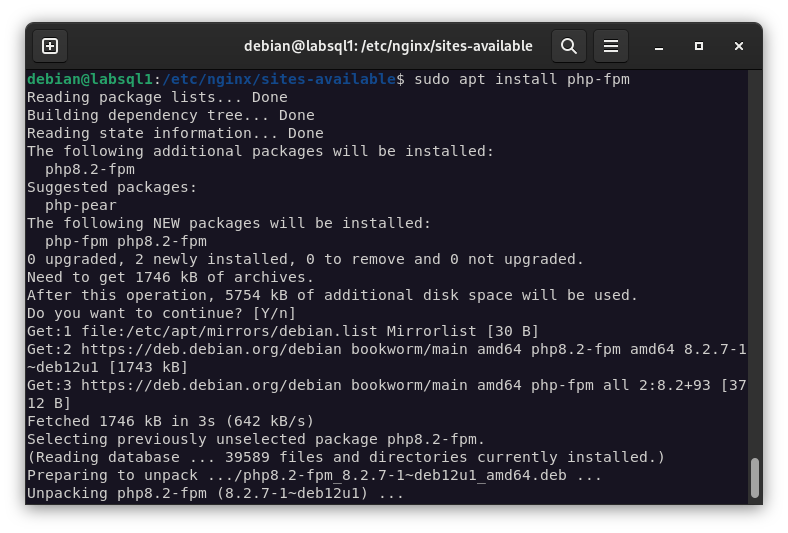 debian@labsql1: /etc/nginx/sites-available
debian@labsql1:/etc/nginx/sites-available$ sudo apt install php-fpm
Reading package lists... Done
Building dependency tree... Done
Reading state information... Done
The following additional packages will be installed:
  php8.2-fpm
Suggested packages:
  php-pear
The following NEW packages will be installed:
  php-fpm php8.2-fpm
0 upgraded, 2 newly installed, 0 to remove and 0 not upgraded.
Need to get 1746 kB of archives.
After this operation, 5754 kB of additional disk space will be used.
Do you want to continue? [Y/n]
Get:1 file:/etc/apt/mirrors/debian.list Mirrorlist [30 B]
Get:2 https://deb.debian.org/debian bookworm/main amd64 php8.2-fpm amd64 8.2.7-1
~deb12u1 [1743 kB]
Get:3 https://deb.debian.org/debian bookworm/main amd64 php-fpm all 2:8.2+93 [37
12 B]
Fetched 1746 kB in 3s (642 kB/s)
Selecting previously unselected package php8.2-fpm.
(Reading database ... 39589 files and directories currently installed.)
Preparing to unpack .../php8.2-fpm_8.2.7-1~deb12u1_amd64.deb ...
Unpacking php8.2-fpm (8.2.7-1~deb12u1) ...